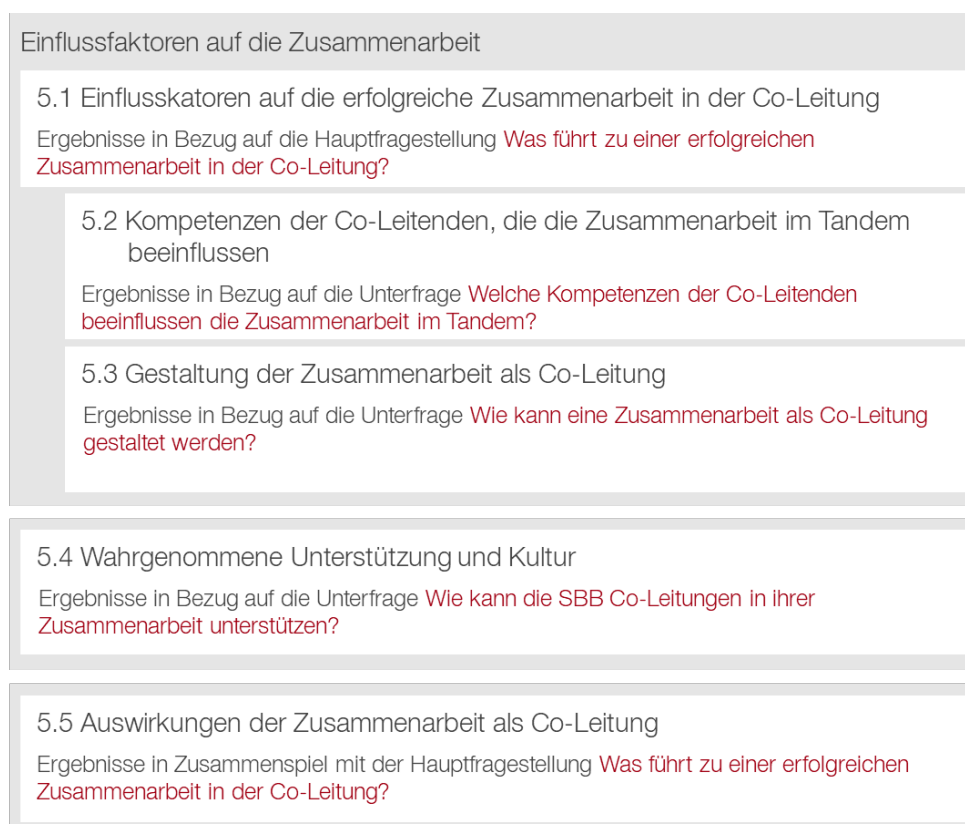 Einflussfaktoren auf die Zusammenarbeit
5.1 Einflusskatoren auf die erfolgreiche Zusammenarbeit in der Co-Leitung
Ergebnisse in Bezug auf die Hauptfragestellung Was führt zu einer erfolgreichen
Zusammenarbeit in der Co-Leitung?
5.2 Kompetenzen der Co-Leitenden, die die Zusammenarbeit im Tandem
beeinflussen
Ergebnisse in Bezug auf die Unterfrage Welche Kompetenzen der Co-Leitenden
beeinflussen die Zusammenarbeit im Tandem?
5.3 Gestaltung der Zusammenarbeit als Co-Leitung
Ergebnisse in Bezug auf die Unterfrage Wie kann eine Zusammenarbeit als Co-Leitung
gestaltet werden?
5.4 Wahrgenommene Unterstützung und Kultur
Ergebnisse in Bezug auf die Unterfrage Wie kann die SBB Co-Leitungen in ihrer
Zusammenarbeit unterstützen?
5.5 Auswirkungen der Zusammenarbeit als Co-Leitung
Ergebnisse in Zusammenspiel mit der Hauptfragestellung Was führt zu einer erfolgreichen
Zusammenarbeit in der Co-Leitung?